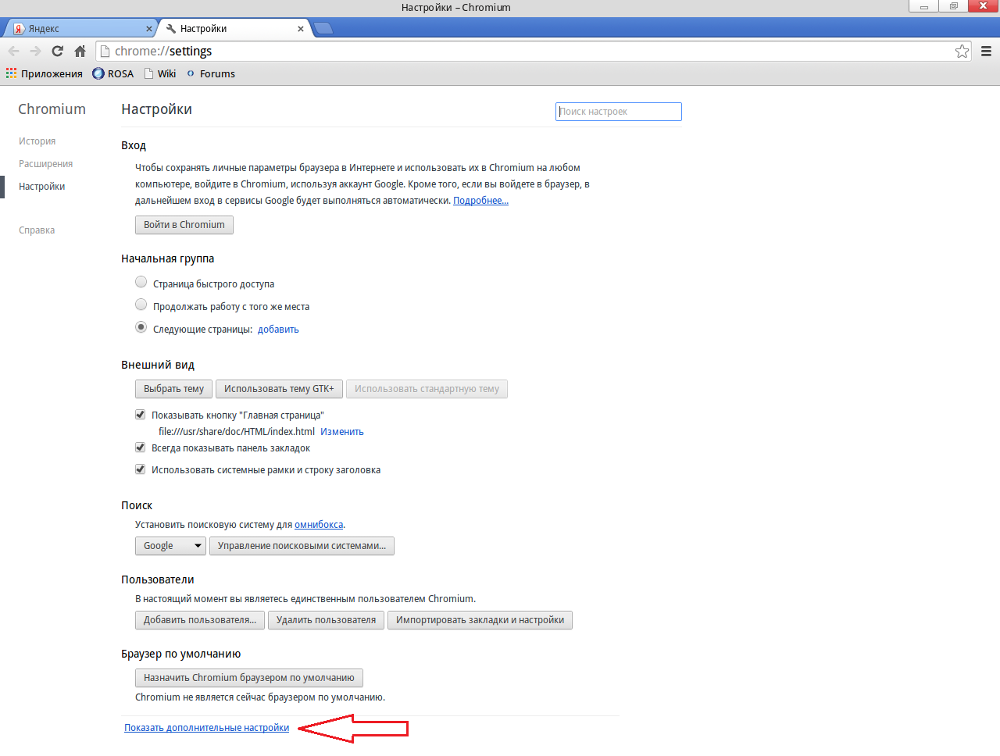 Настройки – Chromium
Яндекс
Настройки
chrome://settings
Приложения ROSA Wiki Forums
Chromium
Настройки
Поиск настроек
История
Расширения
Настройки
Справка
Вход
Чтобы сохранять личные параметры браузера в Интернете и использовать их в Chromium на любом
компьютере, войдите в Chromium, используя аккаунт Google. Кроме того, если вы войдете в браузер, в
дальнейшем вход в сервисы Google будет выполняться автоматически. Подробнее...
Войти в Chromium
Начальная группа
Страница быстрого доступа
Продолжать работу с того же места
Следующие страницы: добавить
Внешний вид
Выбрать тему Использовать тему GTK+ Использовать стандартную тему
Показывать кнопку "Главная страница"
file:///usr/share/doc/HTML/index.html Изменить
Всегда показывать панель закладок
Использовать системные рамки и строку заголовка
Поиск
Установить поисковую систему для омнибокса.
Google Управление поисковыми системами...
Пользователи
В настоящий момент вы являетесь единственным пользователем Chromium.
Добавить пользователя... Удалить пользователя Импортировать закладки и настройки
Браузер по умолчанию
Назначить Chromium браузером по умолчанию
Chromium не является сейчас браузером по умолчанию.
Показать дополнительные настройки